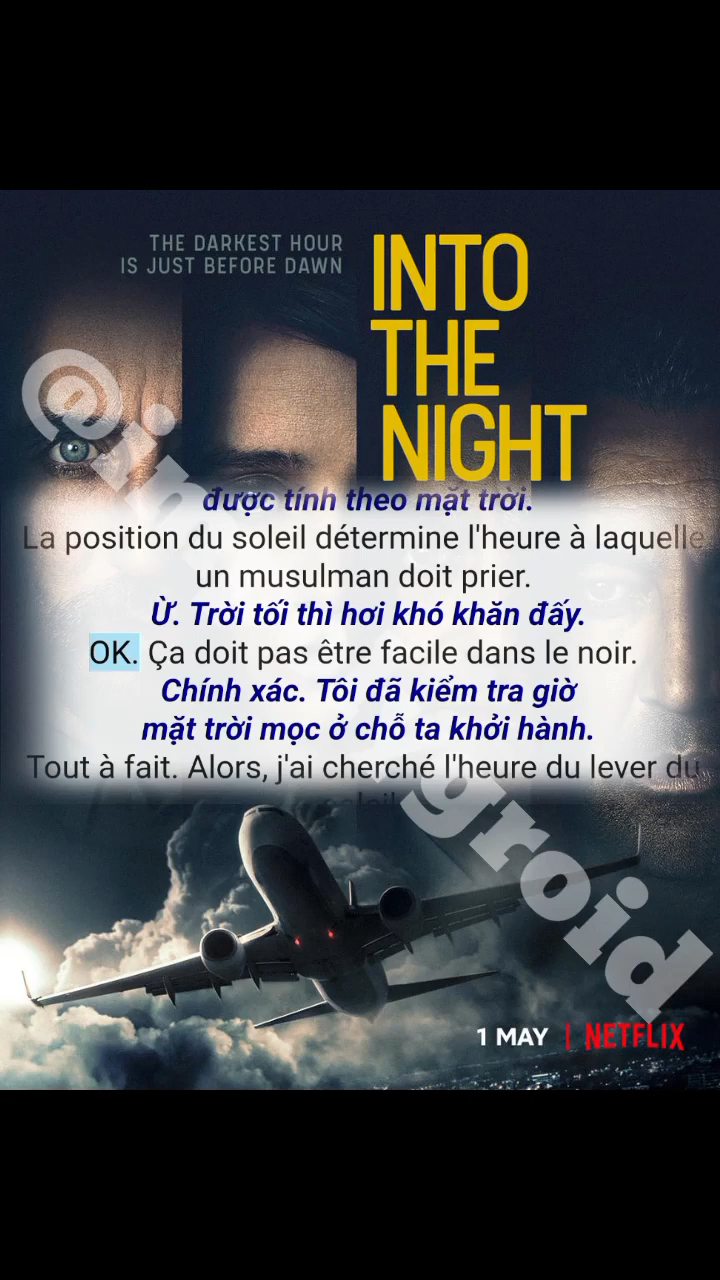 THE DARKEST HOUR
IS JUST BEFORE DAWN
INTO
THE
NIGHT
được tính theo mặt trời.
La position du soleil détermine l'heure à laquelle
un musulman doit prier.
Ừ. Trời tối thì hơi khó khăn đấy.
OK. Ça doit pas être facile dans le noir.
Chính xác. Tôi đã kiểm tra giờ
mặt trời mọc ở chỗ ta khởi hành.
Tout à fait. Alors, j'ai cherché l'heure du lever du
groid
1 MAY | NETFLIX